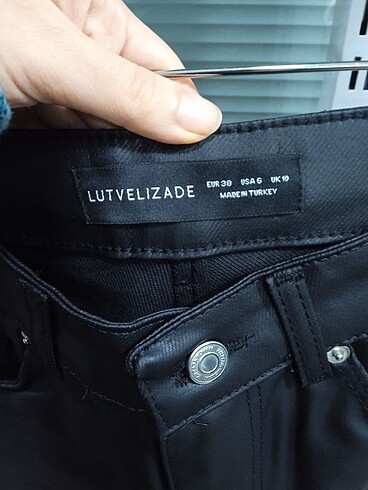 LUTVELIZADE
EUR 38 USA 6 UK 10
MADE IN TURKEY